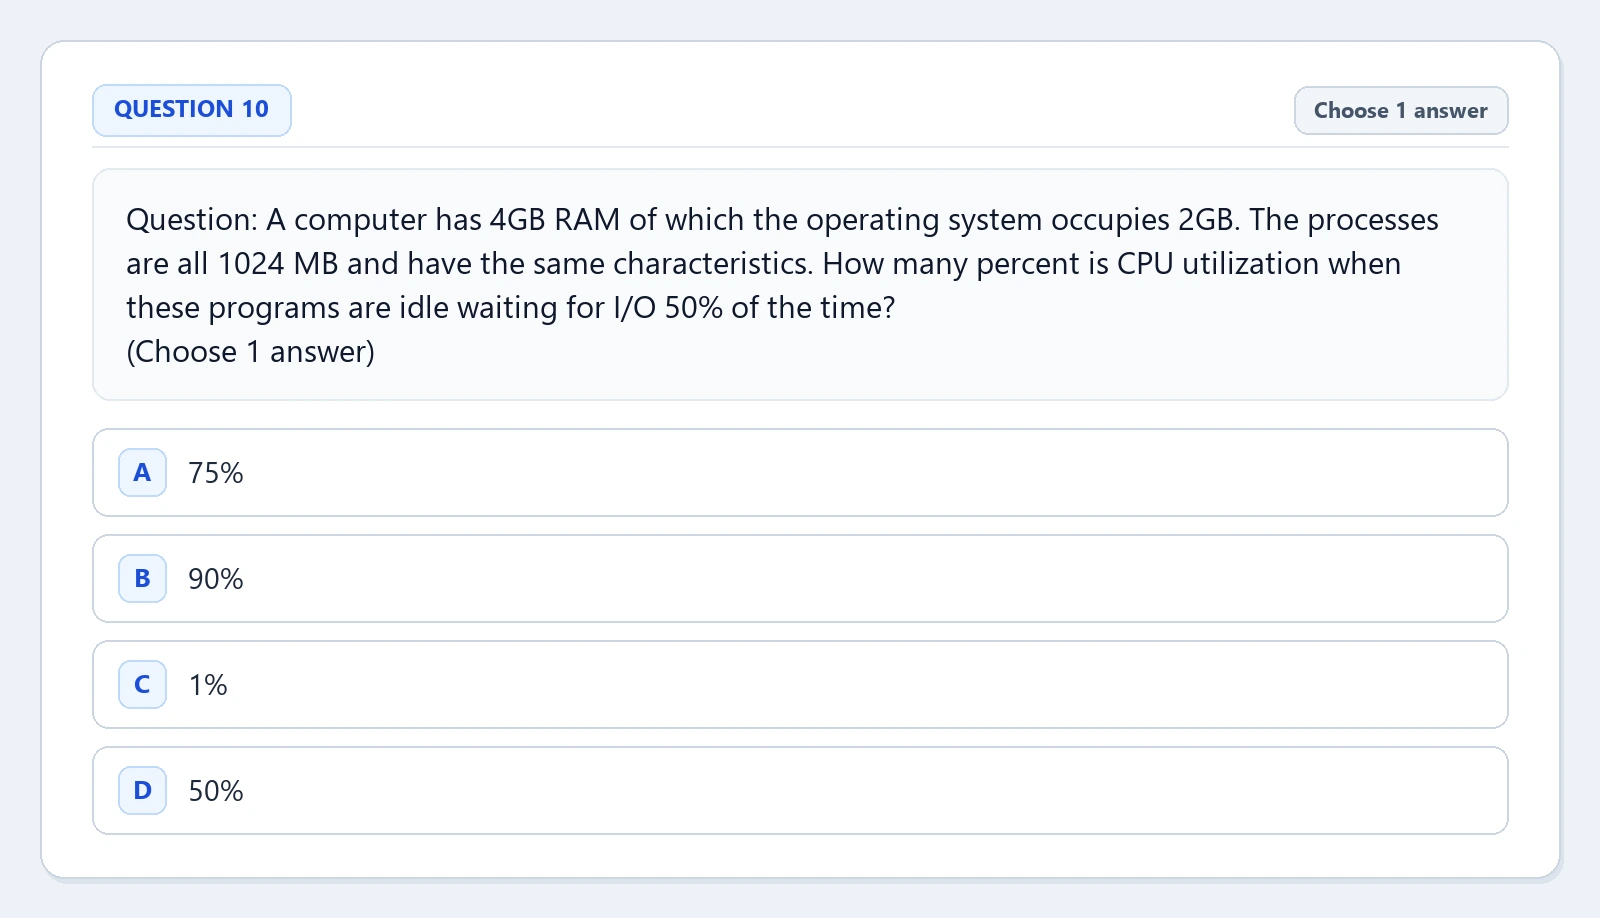 QUESTION 10
Choose 1 answer
Question: A computer has 4GB RAM of which the operating system occupies 2GB. The processes
are all 1024 MB and have the same characteristics. How many percent is CPU utilization when
these programs are idle waiting for I/O 50% of the time?
(Choose 1 answer)
A 75%
B 90%
C 1%
D 50%